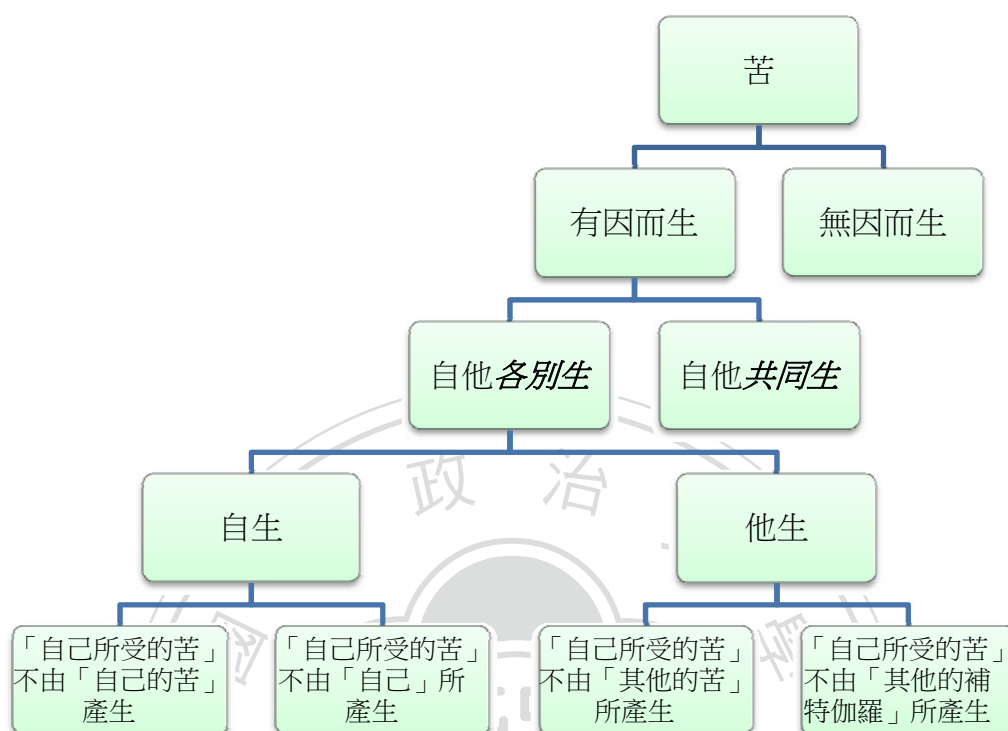 苦
有因而生
無因而生
自他各別生
自他共同生
政治
自生
他生
「自己所受的苦」
不由「自己的苦」
產生
「自己所受的苦」
不由「自己」所
產生
「自己所受的苦」
不由「其他的苦」
所產生
「自己所受的苦」
不由「其他的補
特伽羅」所產生
學